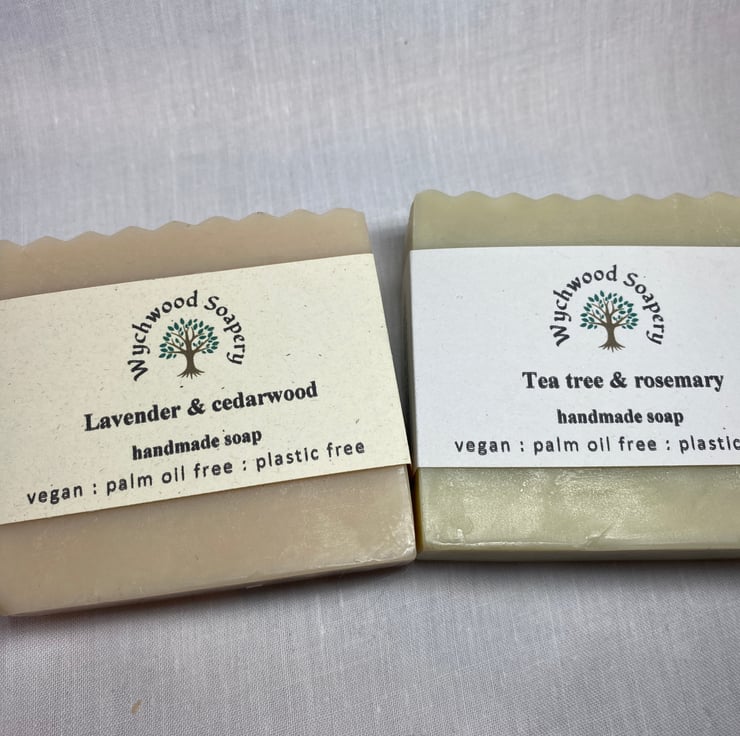 Wychwood Soapery
Lavender & cedarwood
handmade soap
vegan : palm oil free : plastic free
Wychwood Soapery
Tea tree & rosemary
handmade soap
vegan : palm oil free : plastic